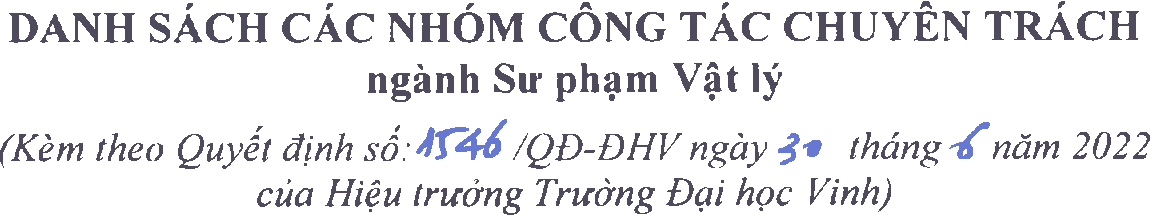 DANH SÁCH CÁC NHÓM CÔNG TÁC CHUYÊN TRÁCH
ngành Sư phạm Vật lý
(Kèm theo Quyết định số: 1546 /QĐ-ĐHV ngày 30 tháng 6 năm 2022
của Hiệu trưởng Trường Đại học Vinh)